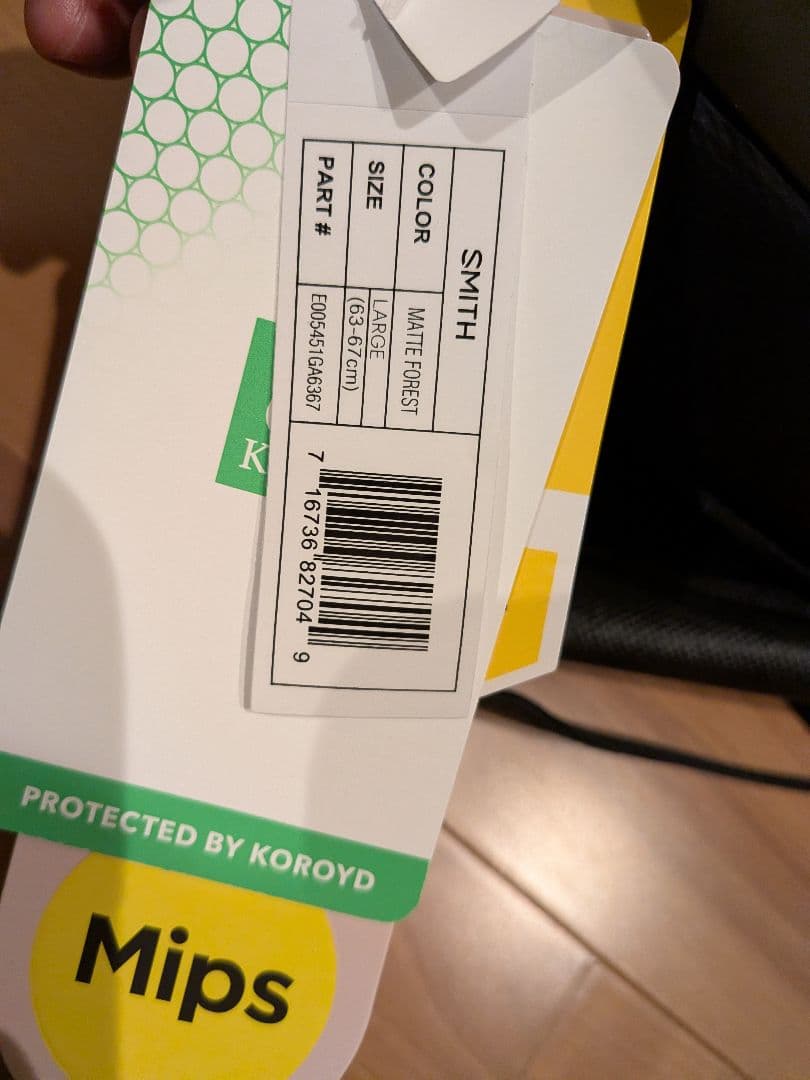 SMITH
COLOR MATTE FOREST
SIZE LARGE
(63-67cm)
PART # E005451GA6367
7 16736 82704 9
K
PROTECTED BY KOROYD
Mips